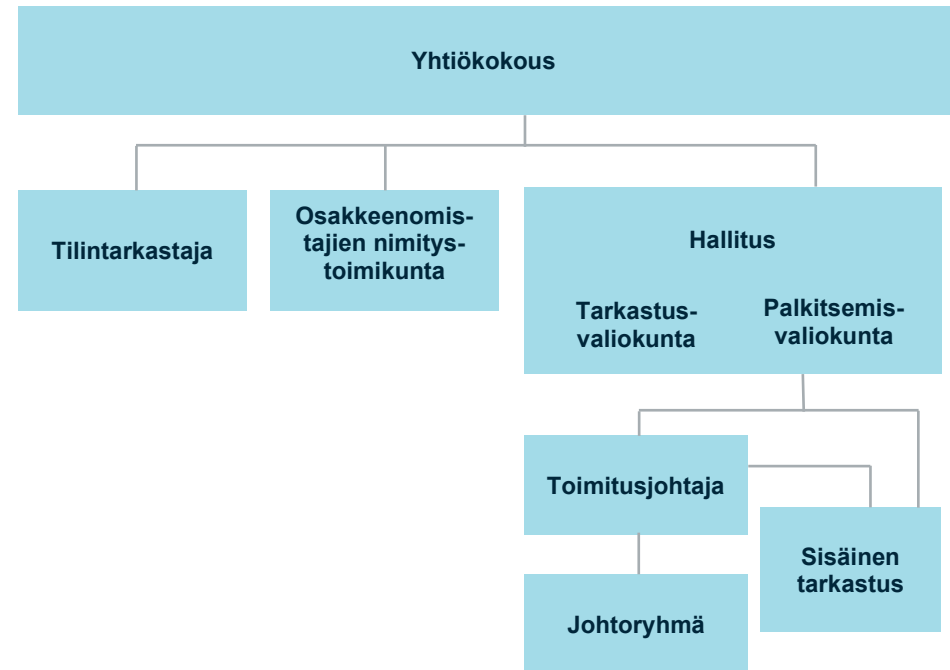 Yhtiökokous
Tilintarkastaja
Osakkeenomis-
tajien nimitys-
toimikunta
Hallitus
Tarkastus-
valiokunta
Palkitsemis-
valiokunta
Toimitusjohtaja
Sisäinen
tarkastus
Johtoryhmä